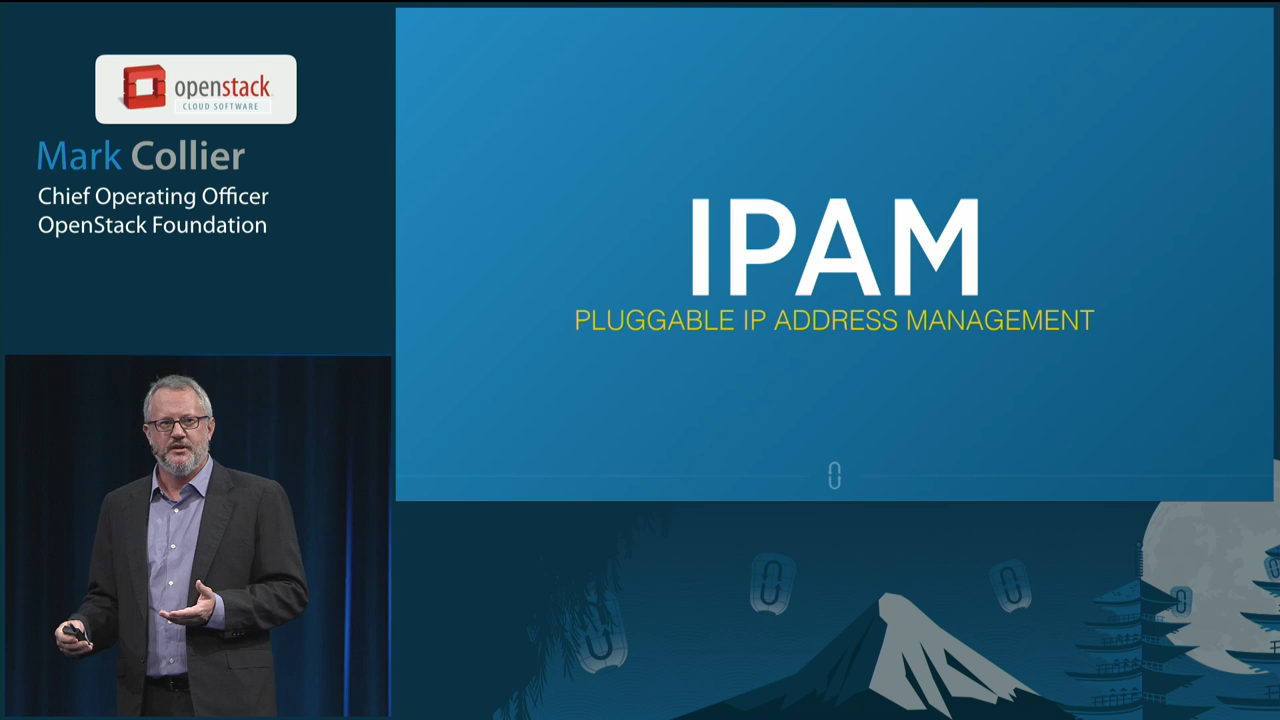 openstack
CLOUD SOFTWARE
Mark Collier
Chief Operating Officer
OpenStack Foundation
IPAM
PLUGGABLE IP ADDRESS MANAGEMENT